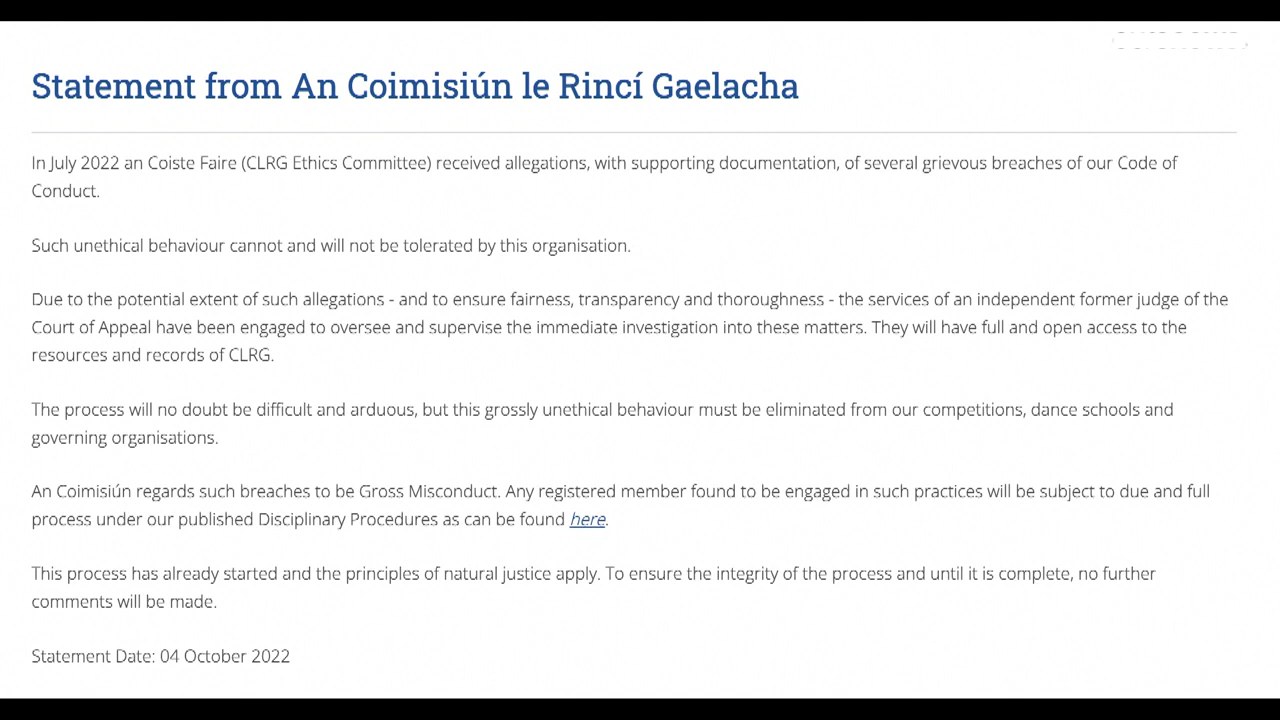 Statement from An Coimisiún le Rincí Gaelacha
In July 2022 an Coiste Faire (CLRG Ethics Committee) received allegations, with supporting documentation, of several grievous breaches of our Code of
Conduct.
Such unethical behaviour cannot and will not be tolerated by this organisation.
Due to the potential extent of such allegations - and to ensure fairness, transparency and thoroughness - the services of an independent former judge of the
Court of Appeal have been engaged to oversee and supervise the immediate investigation into these matters. They will have full and open access to the
resources and records of CLRG.
The process will no doubt be difficult and arduous, but this grossly unethical behaviour must be eliminated from our competitions, dance schools and
governing organisations.
An Coimisiún regards such breaches to be Gross Misconduct. Any registered member found to be engaged in such practices will be subject to due and full
process under our published Disciplinary Procedures as can be found here.
This process has already started and the principles of natural justice apply. To ensure the integrity of the process and until it is complete, no further
comments will be made.
Statement Date: 04 October 2022